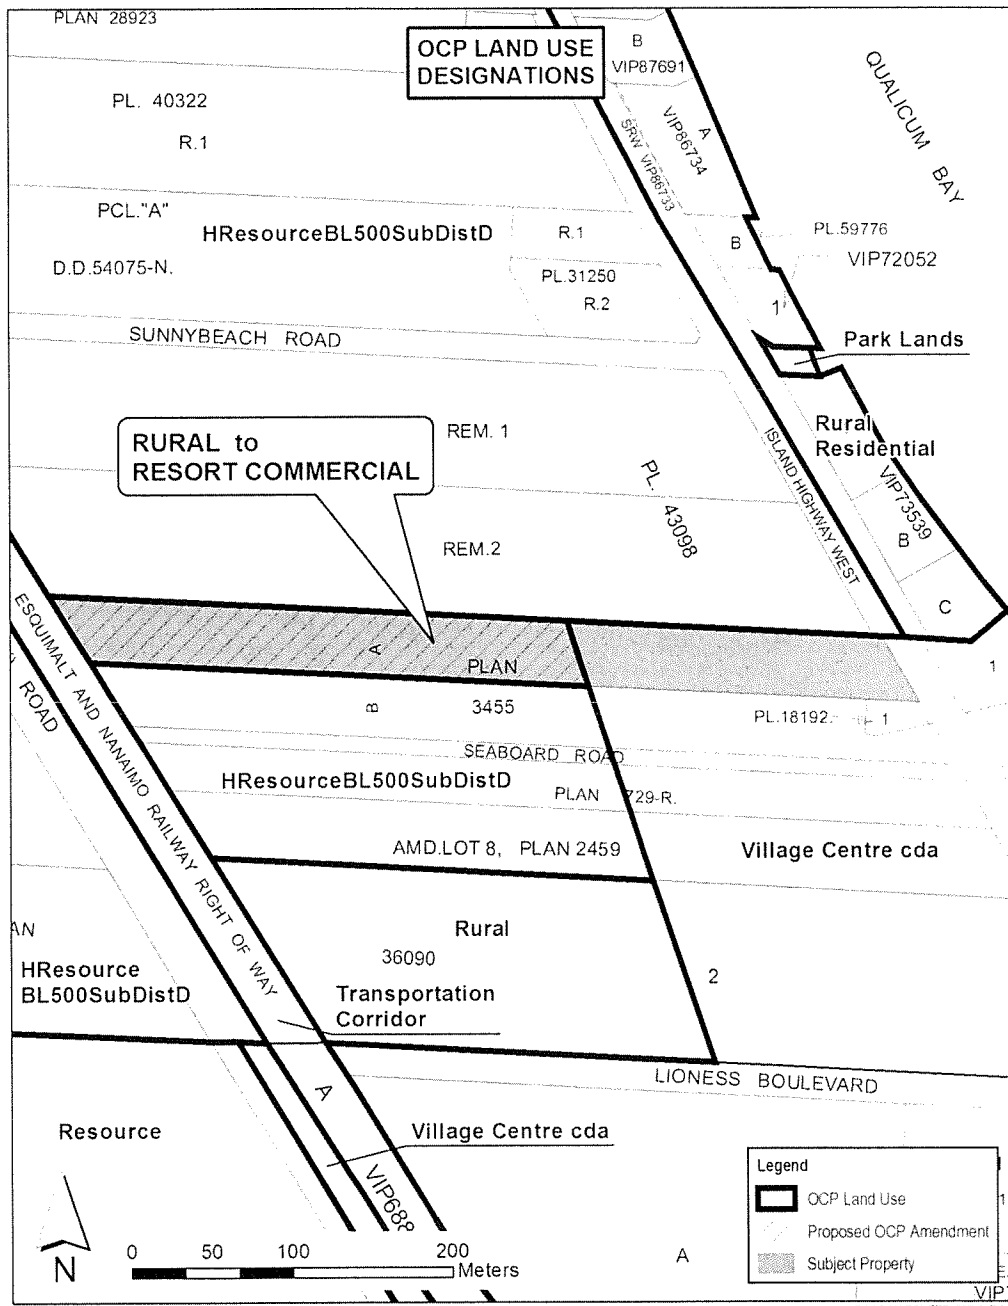 PLAN 28923
OCP LAND USE
DESIGNATIONS
B
VIP87691
QUALICUM BAY
PL. 40322
R.1
A
VIP86734
SRW VIP86733
PCL."A"
HResourceBL500SubDistD
R.1
B
PL.59776
D.D.54075-N.
PL.31250
R.2
VIP72052
1
SUNNYBEACH ROAD
Park Lands
RURAL to
RESORT COMMERCIAL
REM. 1
Rural
Residential
PL. 43098
ISLAND HIGHWAY WEST
VIP73539
B
REM.2
C
ESQUIMALT AND NANAIMO RAILWAY RIGHT OF WAY
ROAD
A
PLAN
1
B
3455
PL.18192.
1
SEABOARD ROAD
HResourceBL500SubDistD
PLAN 729-R.
AMD.LOT 8, PLAN 2459
Village Centre cda
AN
Rural
36090
HResource
BL500SubDistD
2
Transportation
Corridor
LIONESS BOULEVARD
A
Resource
Village Centre cda
VIP688
Legend
OCP Land Use
Proposed OCP Amendment
Subject Property
N
0 50 100 200
Meters
A
VIP